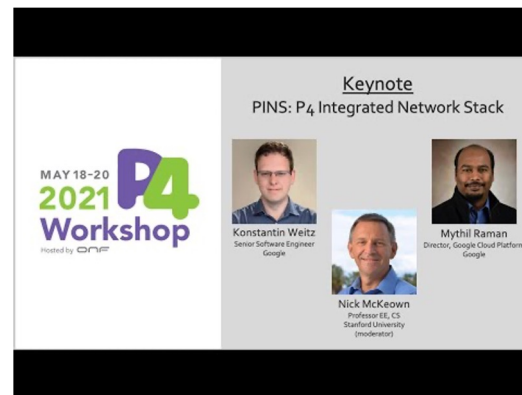 Keynote
PINS: P4 Integrated Network Stack
MAY 18-20
2021 P4
Workshop
Hosted by ONF
Konstantin Weitz
Senior Software Engineer
Google
Mythil Raman
Director, Google Cloud Platform
Google
Nick McKeown
Professor EE, CS
Stanford University
(moderator)